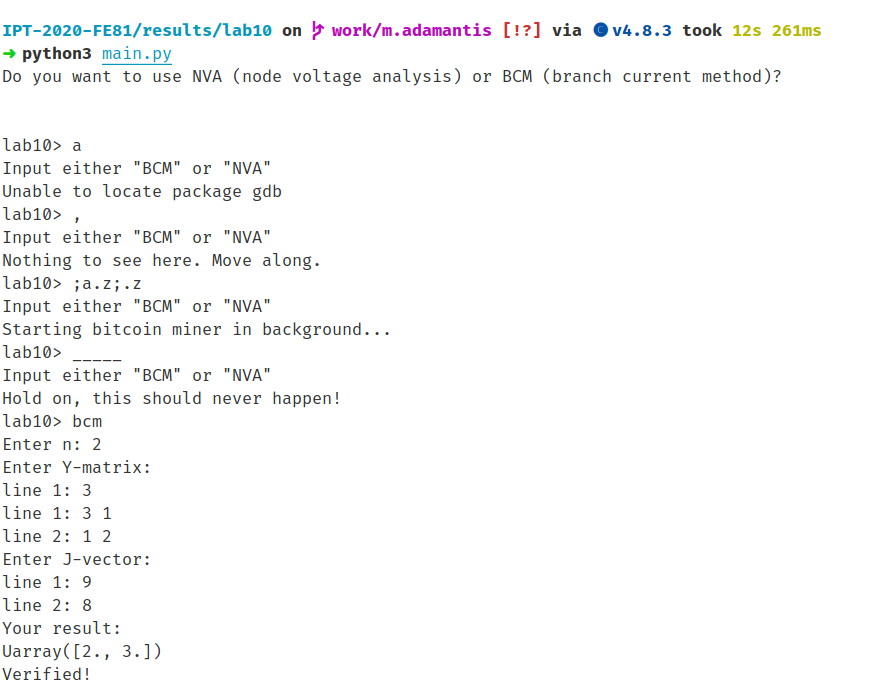 IPT-2020-FE81/results/lab10 on work/m.adamantis [!?] via C v4.8.3 took 12s 261ms
➜ python3 main.py
Do you want to use NVA (node voltage analysis) or BCM (branch current method)?
lab10> a
Input either "BCM" or "NVA"
Unable to locate package gdb
lab10> ,
Input either "BCM" or "NVA"
Nothing to see here. Move along.
lab10> ;a.z;.z
Input either "BCM" or "NVA"
Starting bitcoin miner in background...
lab10> _____
Input either "BCM" or "NVA"
Hold on, this should never happen!
lab10> bcm
Enter n: 2
Enter Y-matrix:
line 1: 3
line 1: 3 1
line 2: 1 2
Enter J-vector:
line 1: 9
line 2: 8
Your result:
Uarray([2., 3.])
Verified!